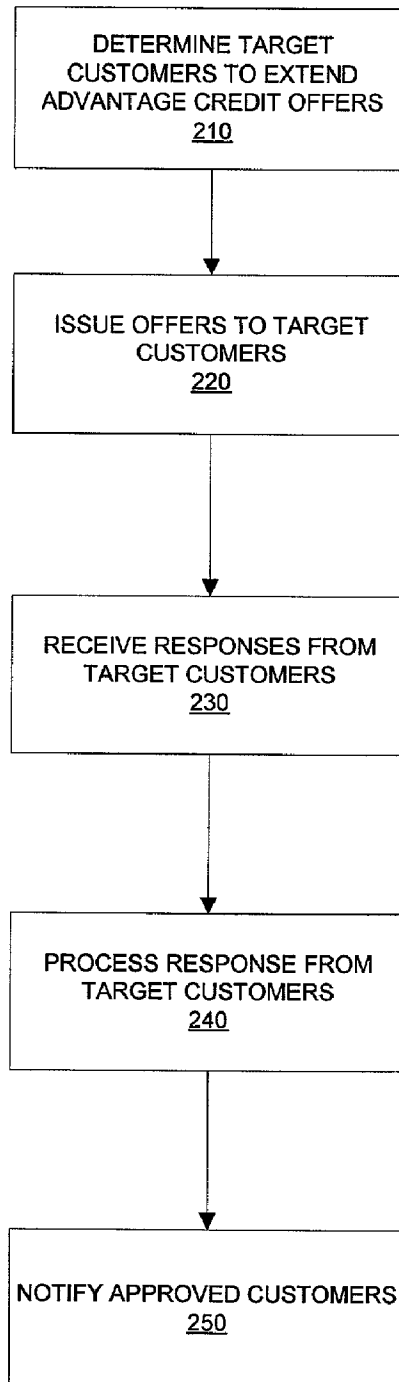 DETERMINE TARGET
CUSTOMERS TO EXTEND
ADVANTAGE CREDIT OFFERS
210
ISSUE OFFERS TO TARGET
CUSTOMERS
220
RECEIVE RESPONSES FROM
TARGET CUSTOMERS
230
PROCESS RESPONSE FROM
TARGET CUSTOMERS
240
NOTIFY APPROVED CUSTOMERS
250